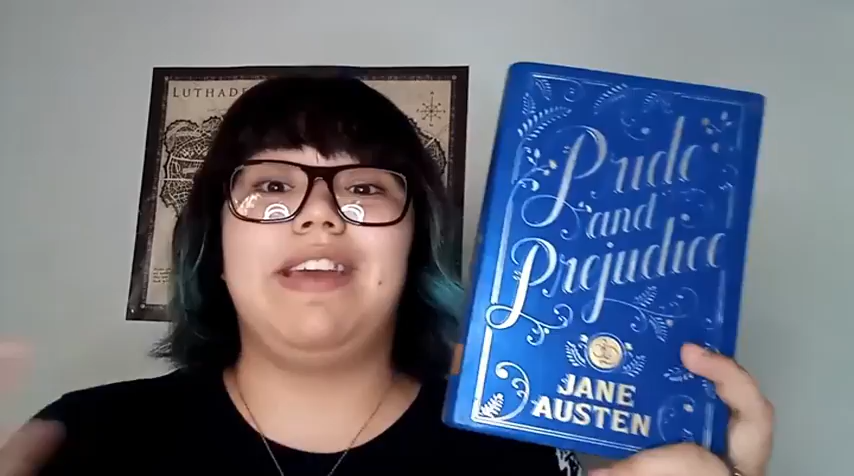 LUTHADE
Pride
and
Prejudice
JANE
AUSTEN